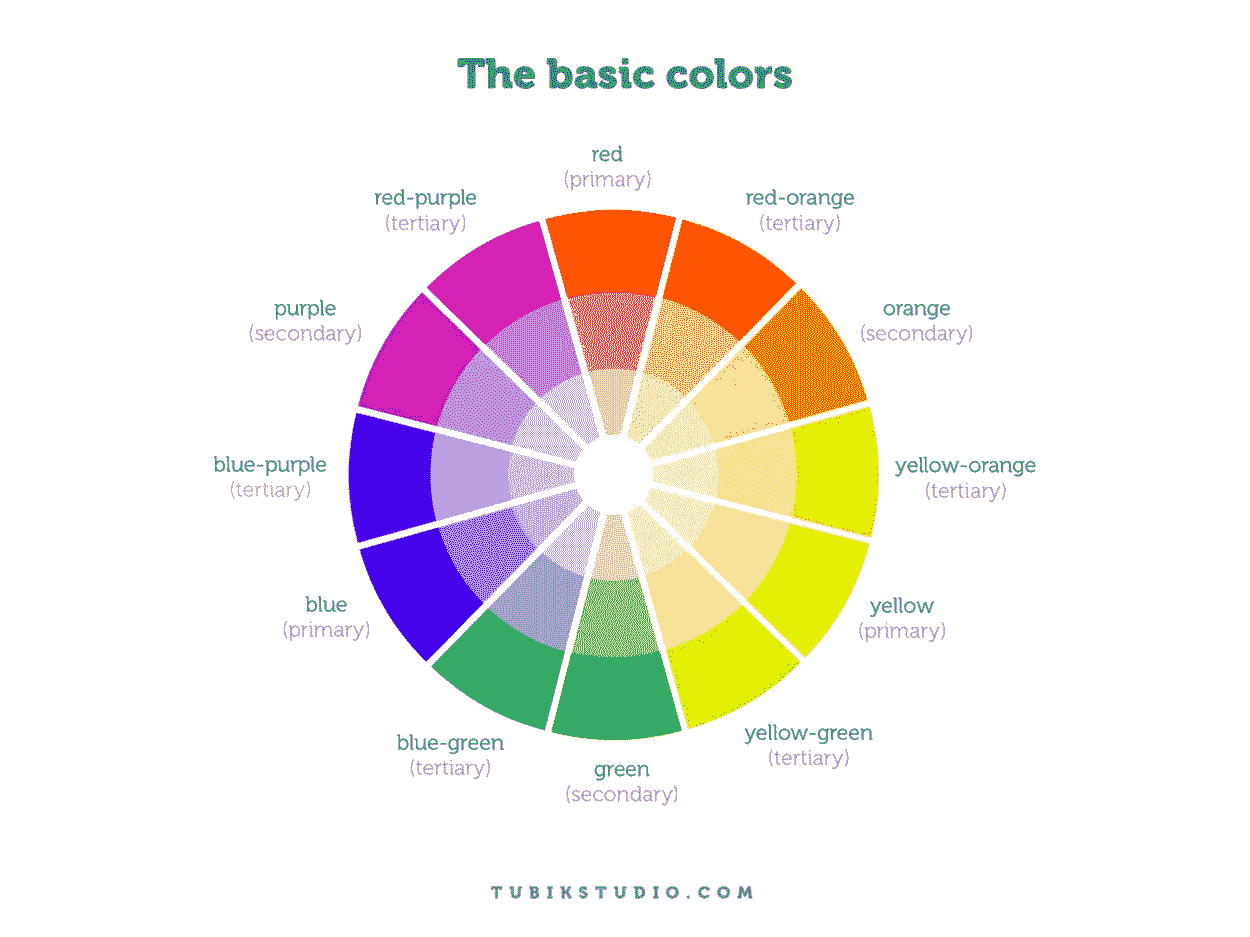 The basic colors
red
(primary)
red-purple
(tertiary)
red-orange
(tertiary)
purple
(secondary)
orange
(secondary)
blue-purple
(tertiary)
yellow-orange
(tertiary)
blue
(primary)
yellow
(primary)
blue-green
(tertiary)
yellow-green
(tertiary)
green
(secondary)
TUBIKSTUDIO.COM